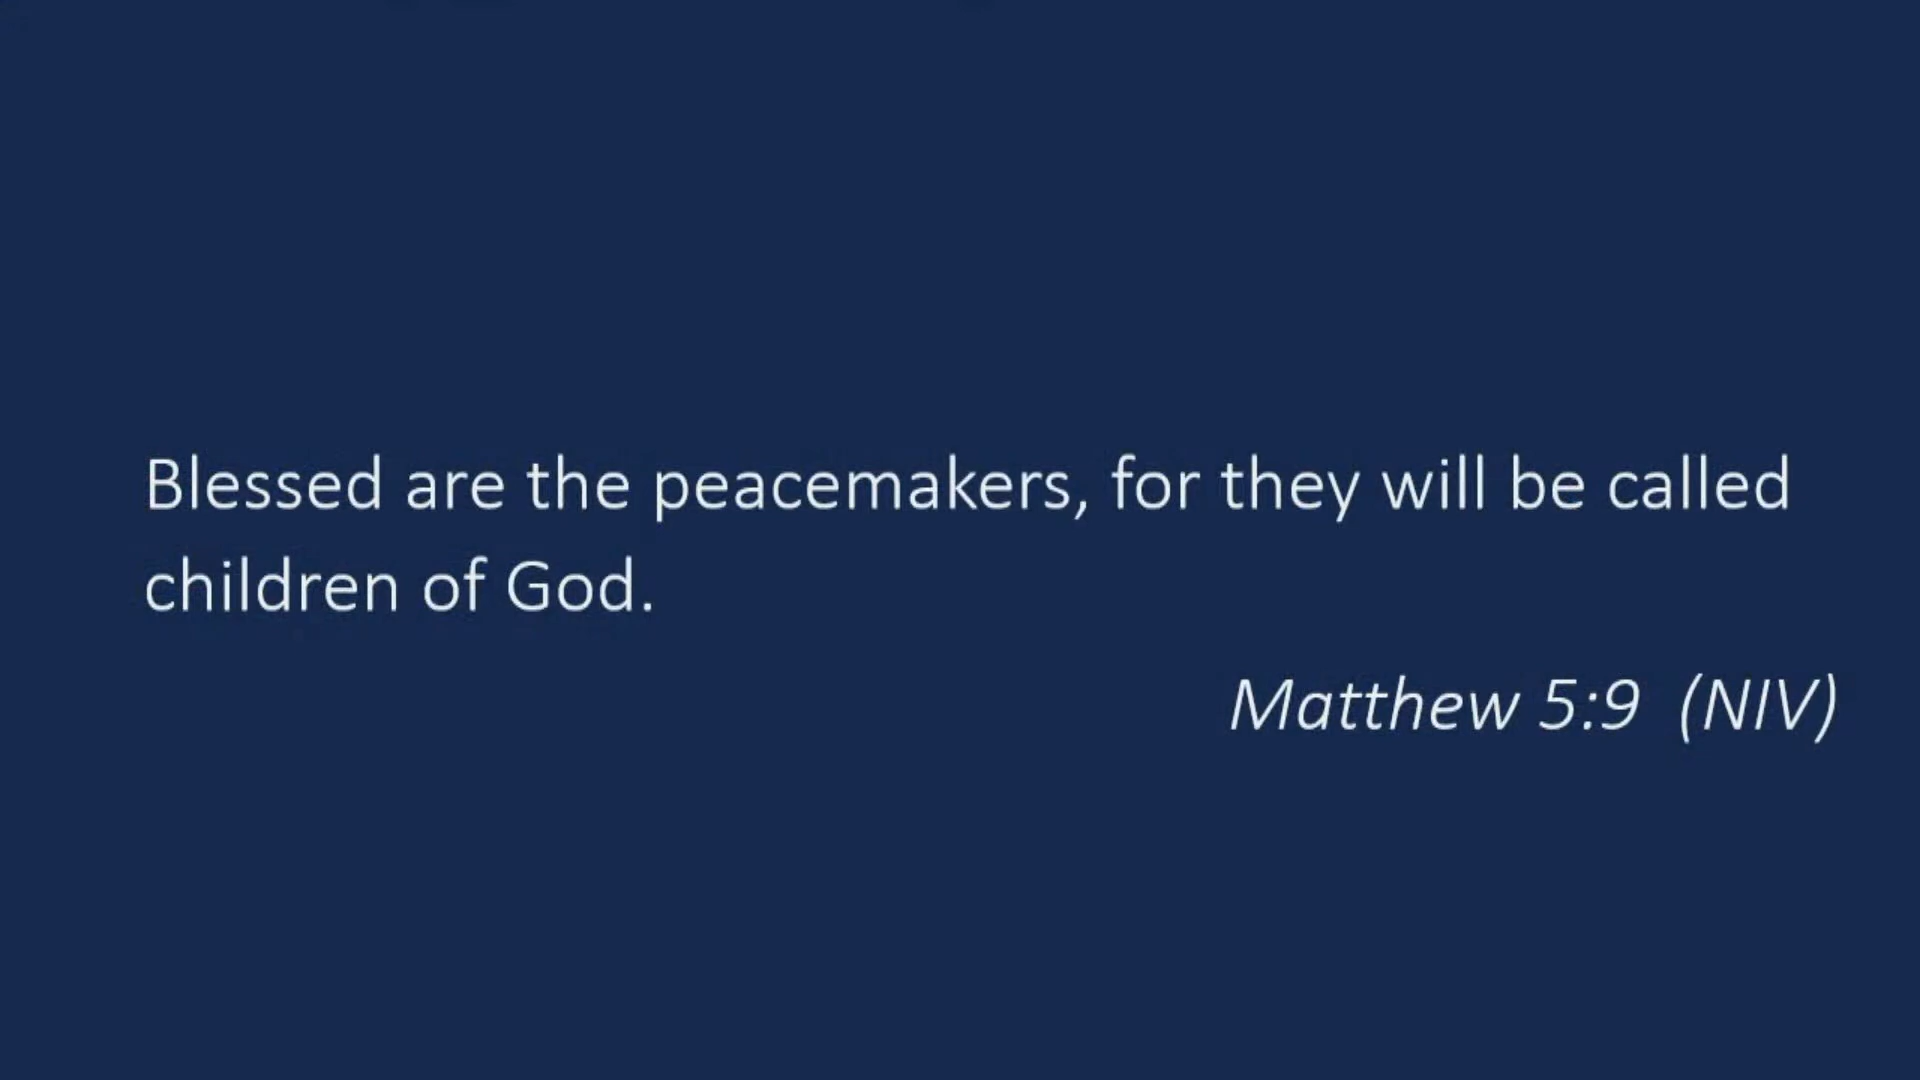 Blessed are the peacemakers, for they will be called
children of God.
Matthew 5:9 (NIV)